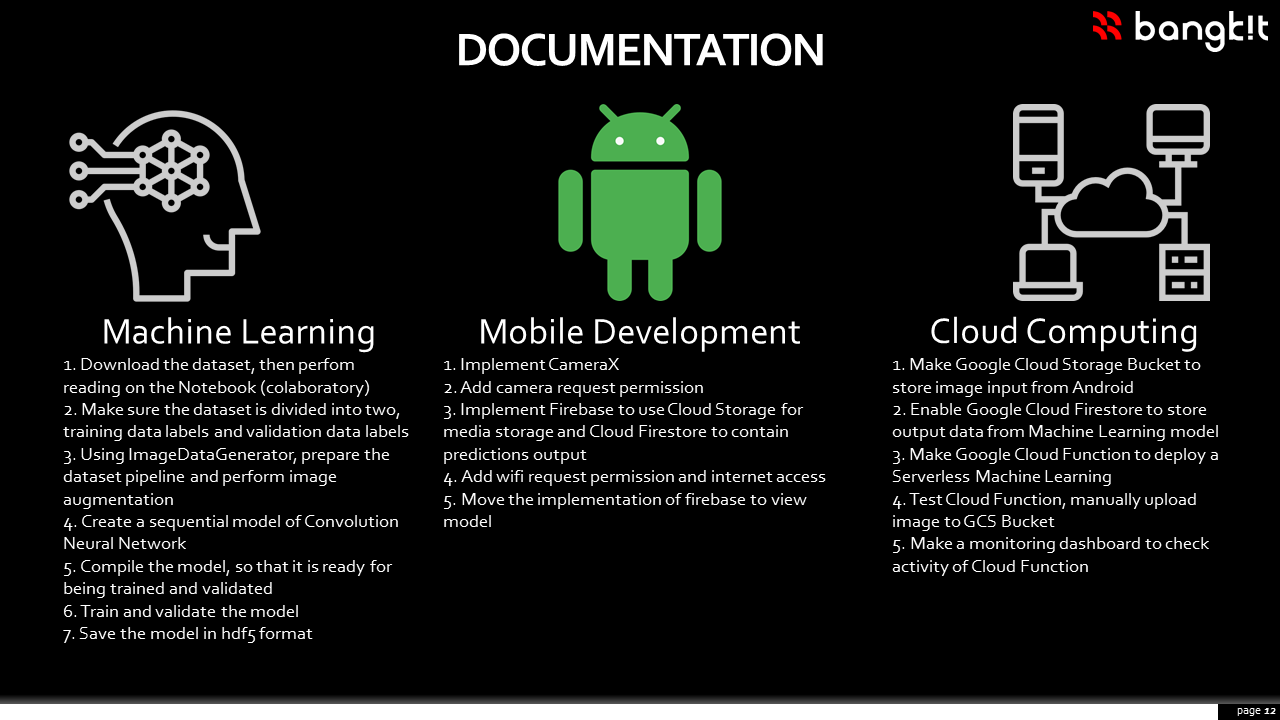 DOCUMENTATION
bangk!t
Machine Learning
1. Download the dataset, then perfom
reading on the Notebook (colaboratory)
2. Make sure the dataset is divided into two,
training data labels and validation data labels
3. Using ImageDataGenerator, prepare the
dataset pipeline and perform image
augmentation
4. Create a sequential model of Convolution
Neural Network
5. Compile the model, so that it is ready for
being trained and validated
6. Train and validate the model
7. Save the model in hdf5 format
Mobile Development
1. Implement CameraX
2. Add camera request permission
3. Implement Firebase to use Cloud Storage for
media storage and Cloud Firestore to contain
predictions output
4. Add wifi request permission and internet access
5. Move the implementation of firebase to view
model
Cloud Computing
1. Make Google Cloud Storage Bucket to
store image input from Android
2. Enable Google Cloud Firestore to store
output data from Machine Learning model
3. Make Google Cloud Function to deploy a
Serverless Machine Learning
4. Test Cloud Function, manually upload
image to GCS Bucket
5. Make a monitoring dashboard to check
activity of Cloud Function
page 12